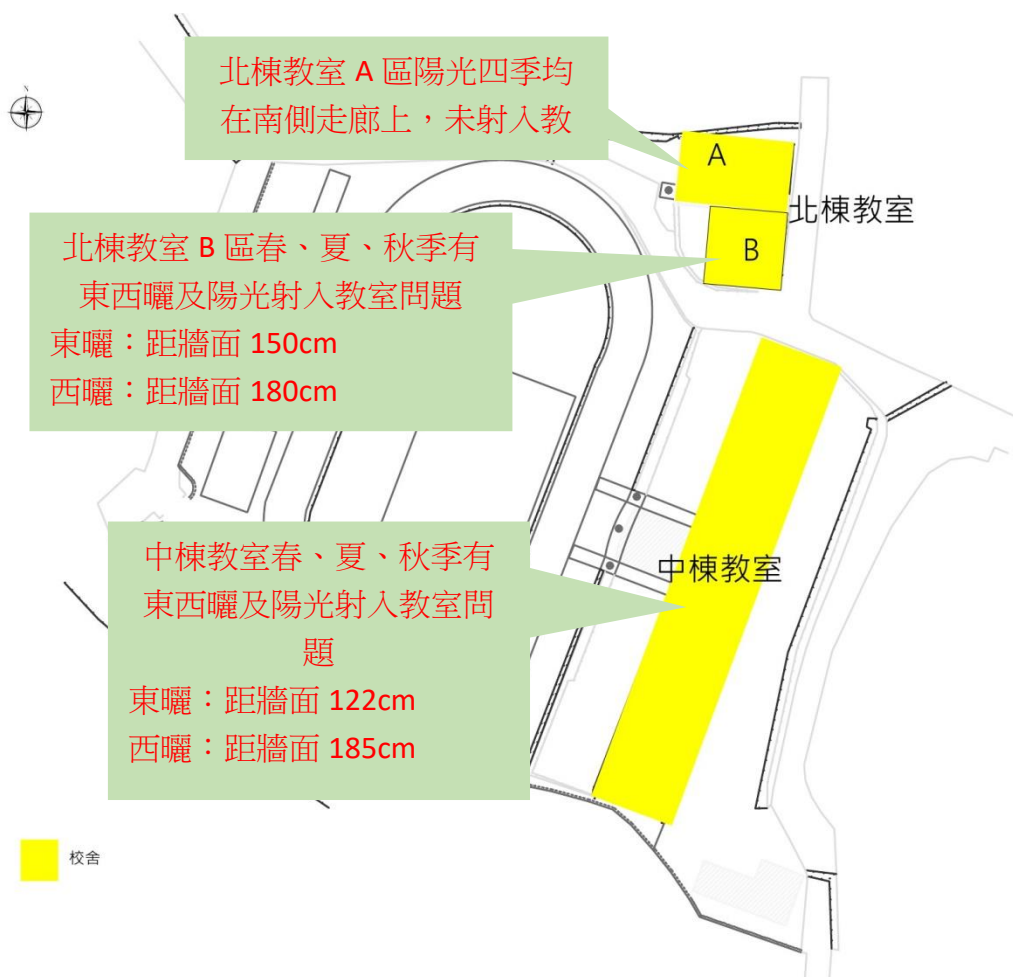 N
北棟教室 A 區陽光四季均
在南側走廊上，未射入教
A
北棟教室
B
北棟教室 B 區春、夏、秋季有
東西曬及陽光射入教室問題
東曬：距牆面 150cm
西曬：距牆面 180cm
中棟教室
中棟教室春、夏、秋季有
東西曬及陽光射入教室問
題
東曬：距牆面 122cm
西曬：距牆面 185cm
校舍